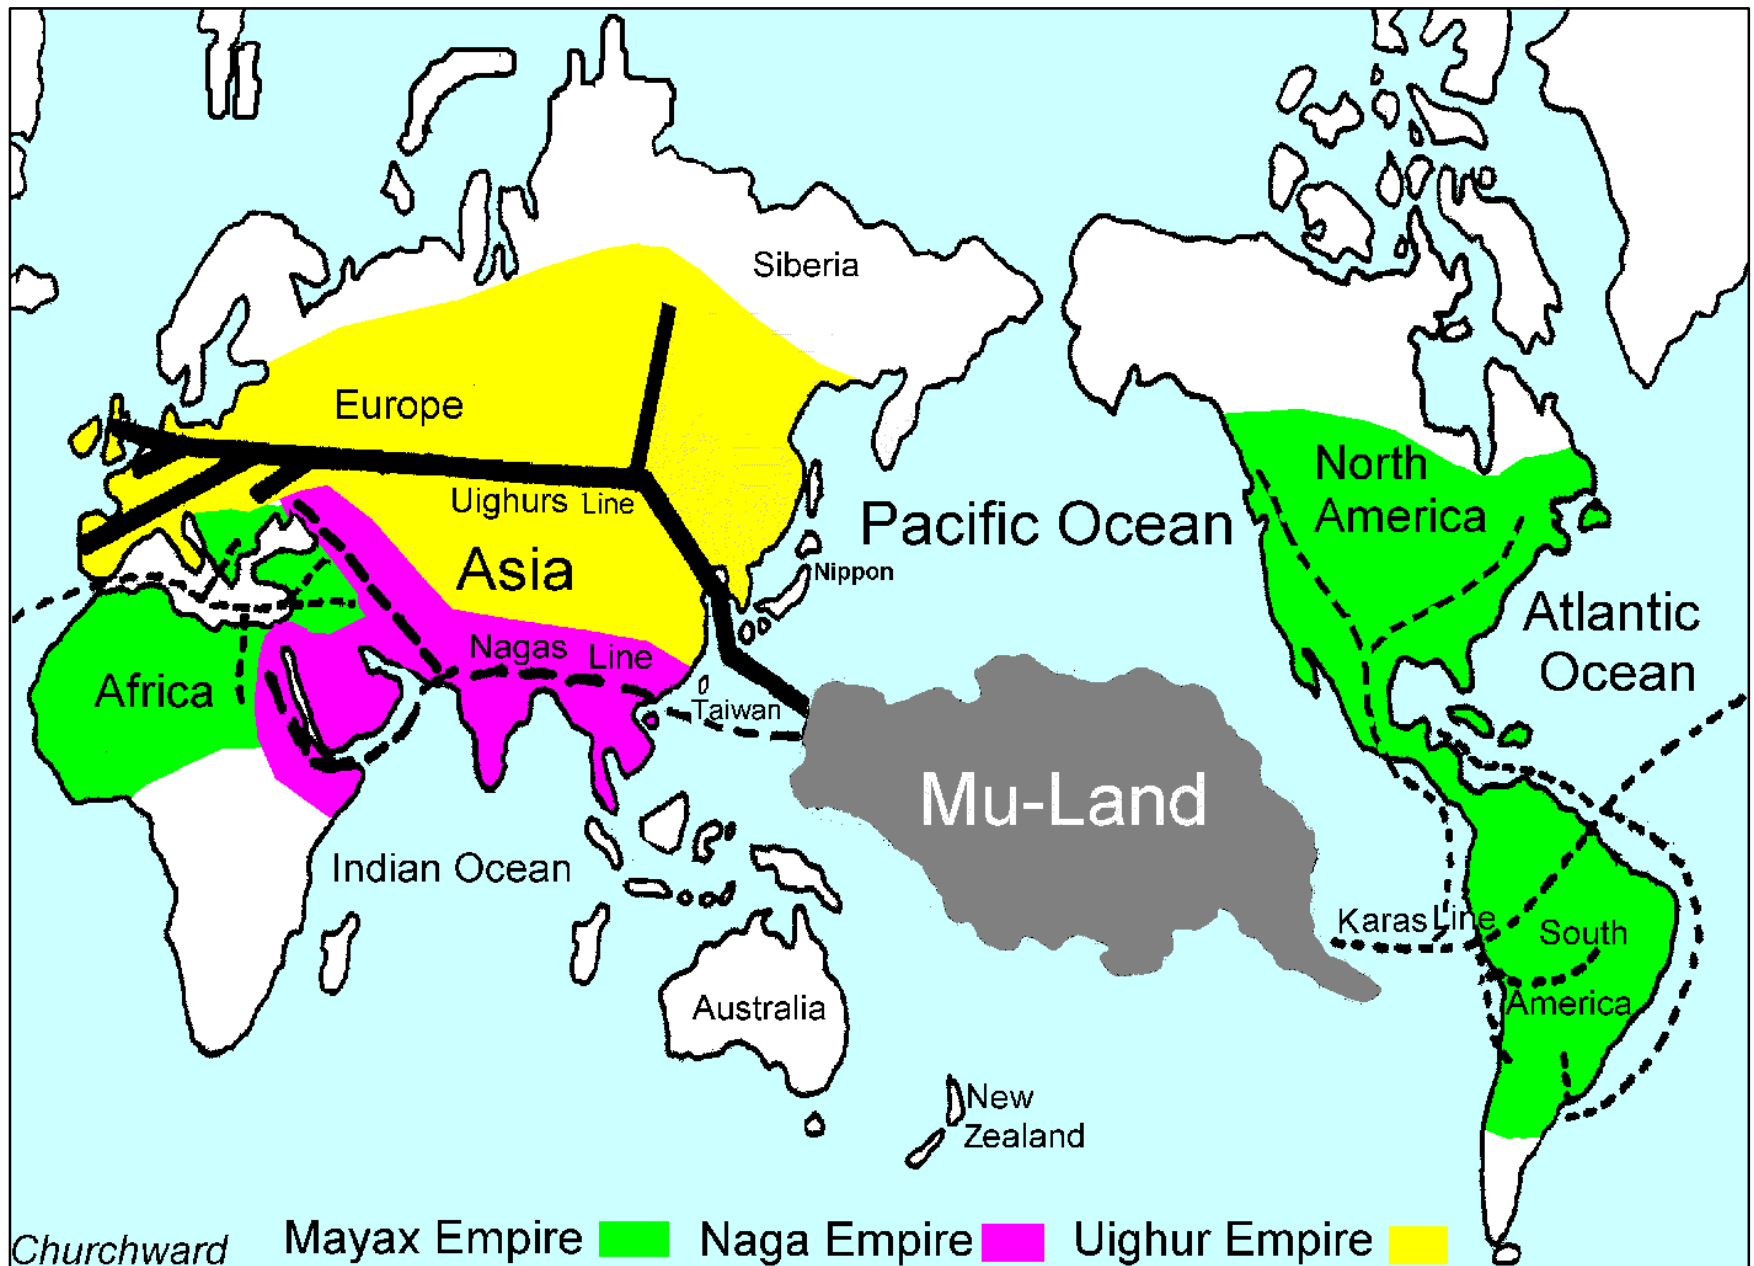 Siberia
Europe
North
America
Uighurs Line
Pacific Ocean
Asia
Nippon
Atlantic
Ocean
Nagas Line
Africa
Taiwan
Mu-Land
Indian Ocean
Karas Line
South
America
Australia
New
Zealand
Churchward
Mayax Empire
Naga Empire
Uighur Empire